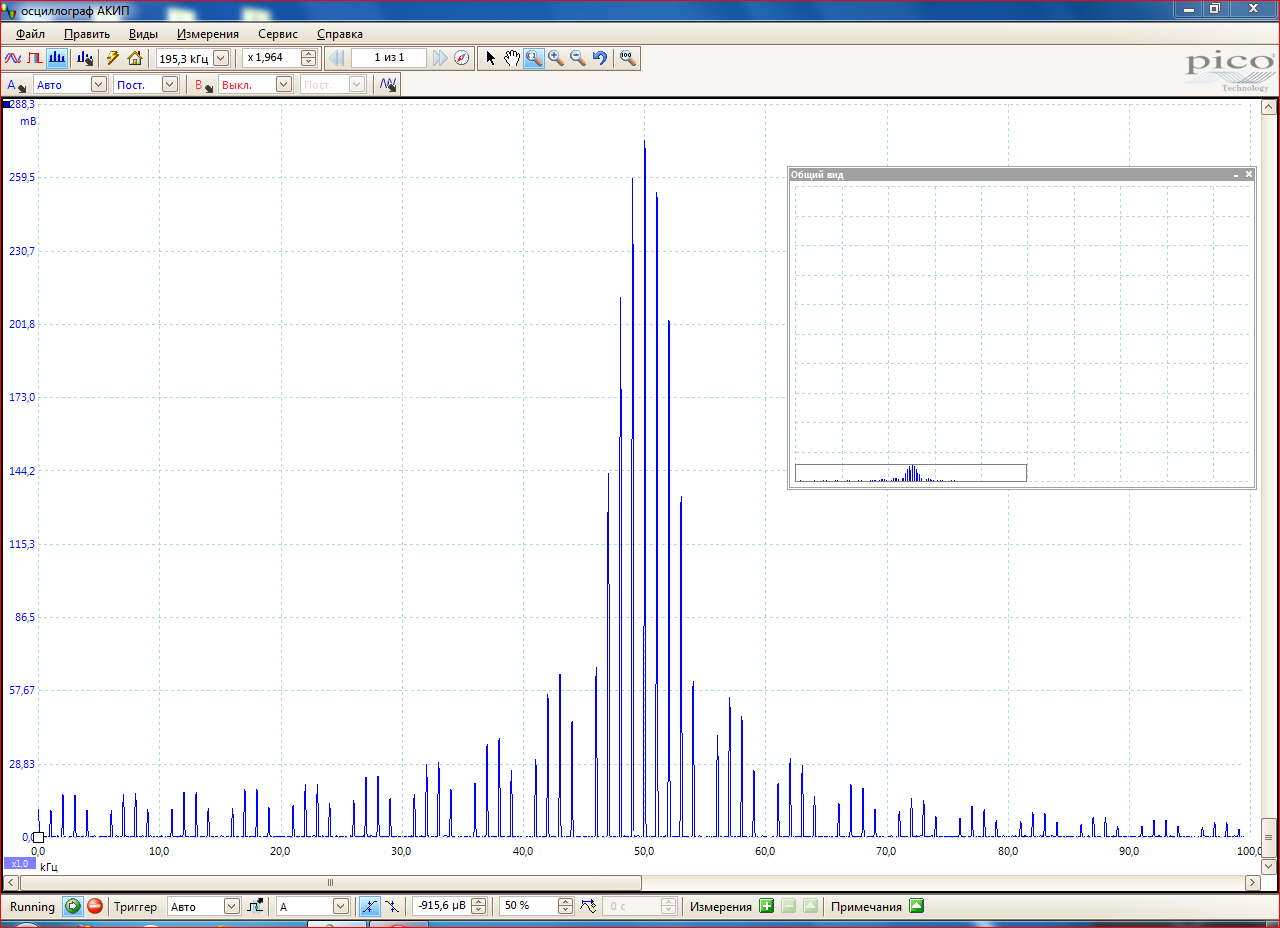 осциллограф АКИП
Файл Править Виды Измерения Сервис Справка
195,3 кГц x 1,964 1 из 1
pico
Technology
A Авто Пост. B Выкл. Пост.
288,3
mB
259,5
230,7
201,8
173,0
144,2
115,3
86,5
57,67
28,83
0,0
Общий вид
0,0 10,0 20,0 30,0 40,0 50,0 60,0 70,0 80,0 90,0 100,0
x1,0 кГц
Running Триггер Авто A -915,6 µB 50 % 0 с Измерения Примечания